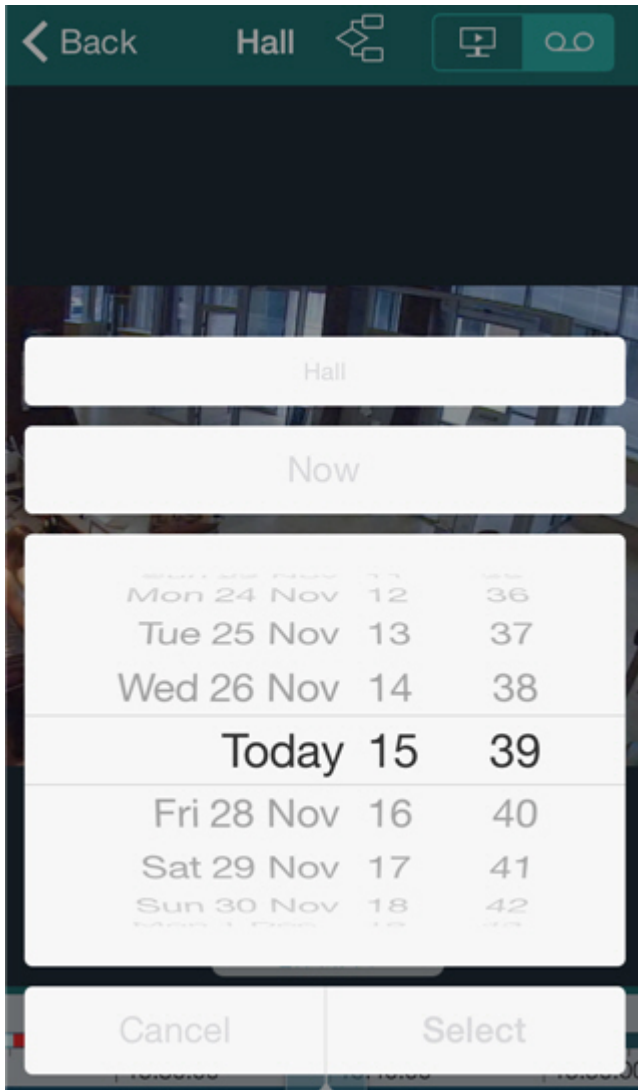 Back Hall
Hall
Now
Mon 24 Nov 12 36
Tue 25 Nov 13 37
Wed 26 Nov 14 38
Today 15 39
Fri 28 Nov 16 40
Sat 29 Nov 17 41
Sun 30 Nov 18 42
Cancel Select